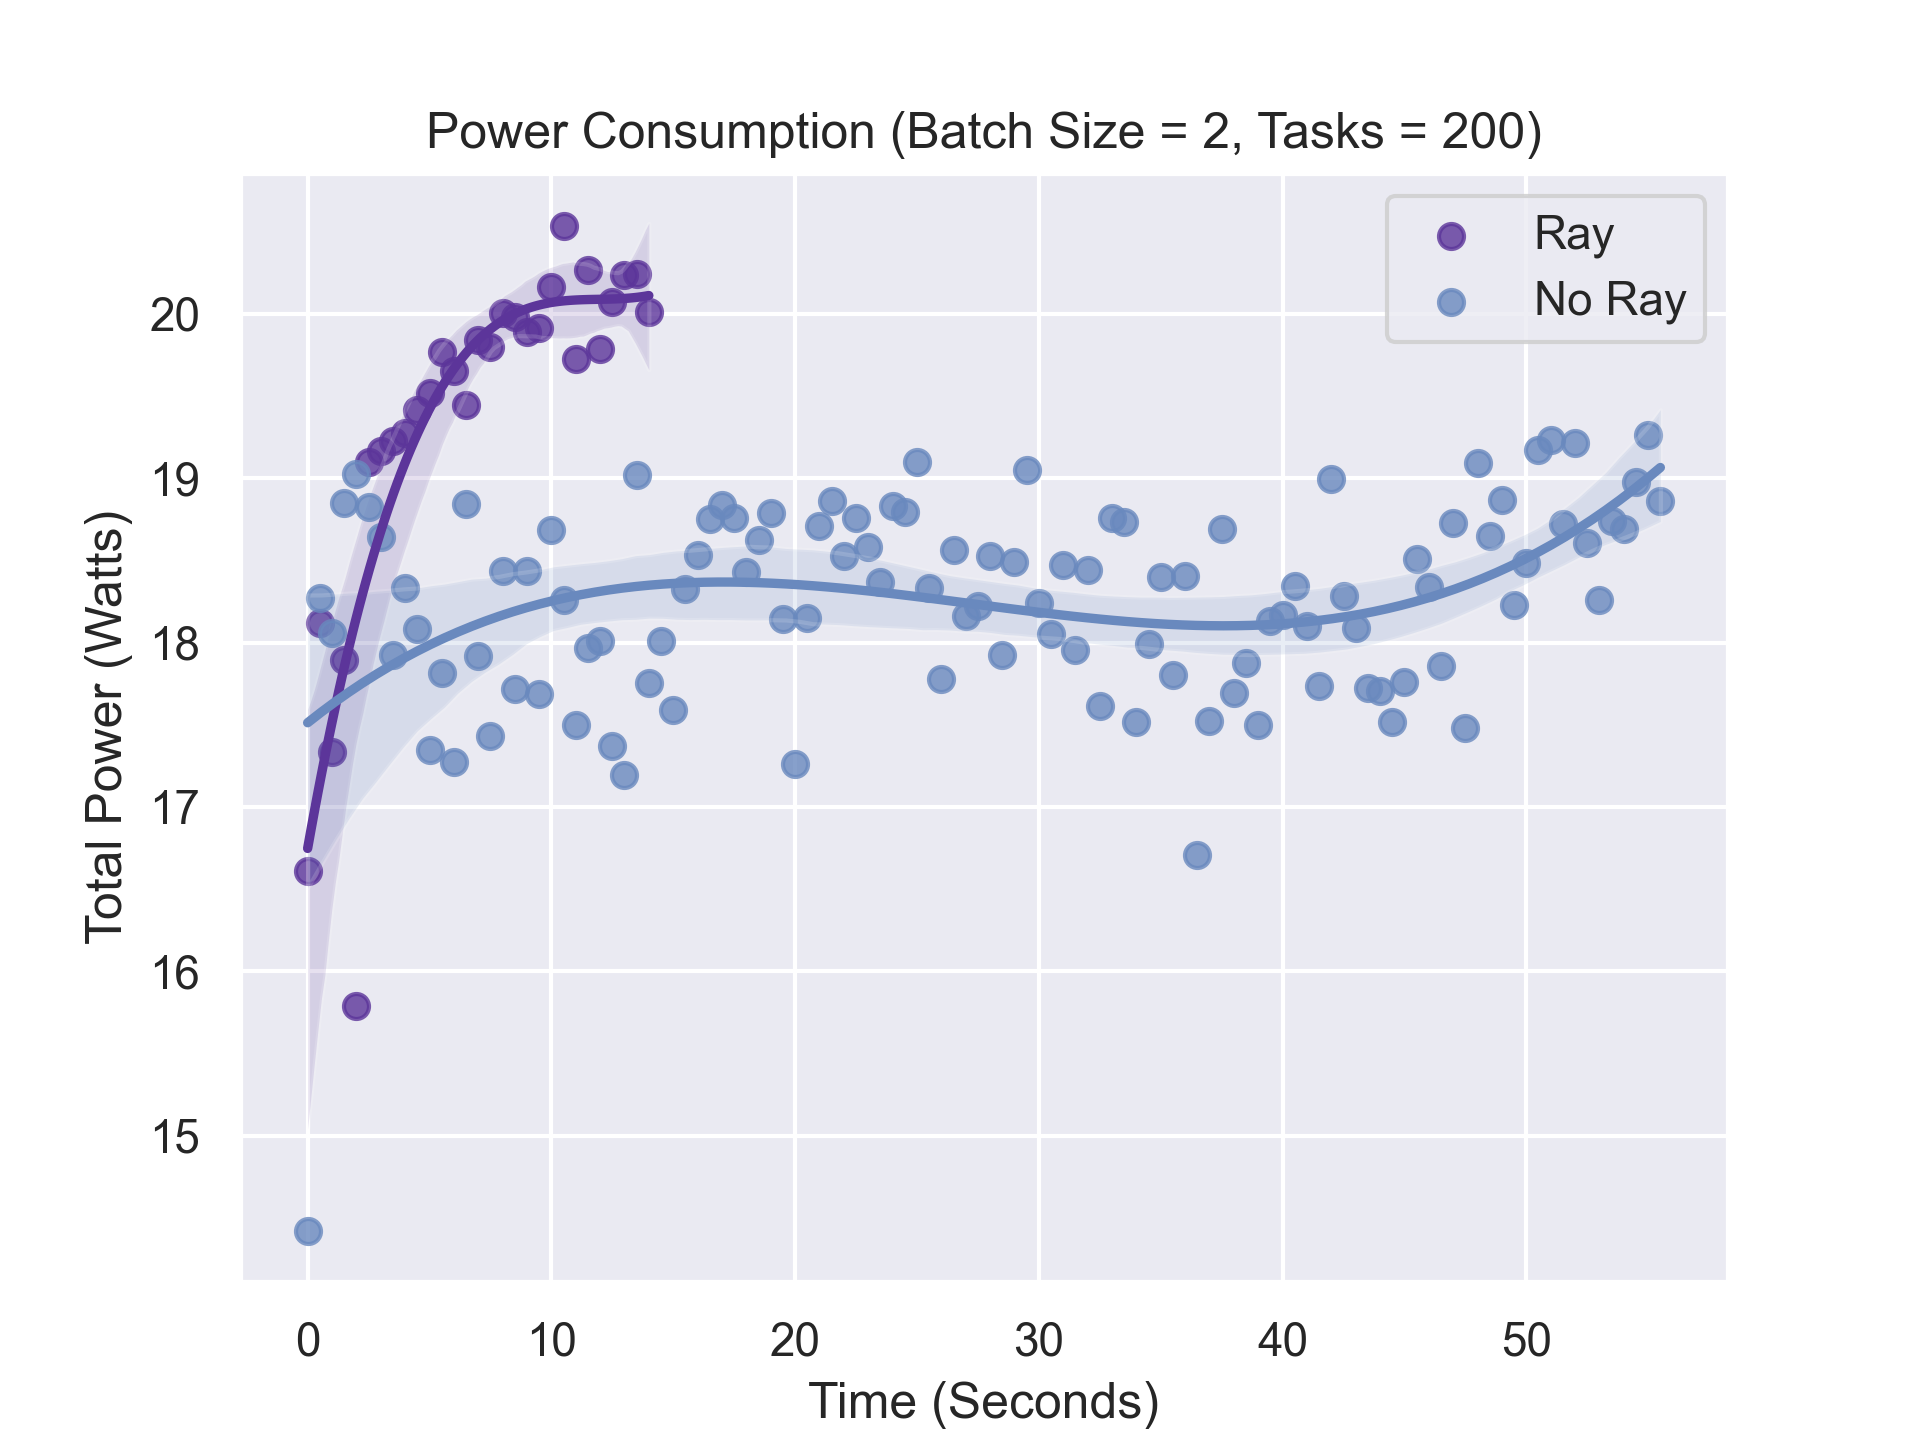 Power Consumption (Batch Size = 2, Tasks = 200)
Ray
No Ray
20
19
18
17
16
15
Total Power (Watts)
0 10 20 30 40 50
Time (Seconds)